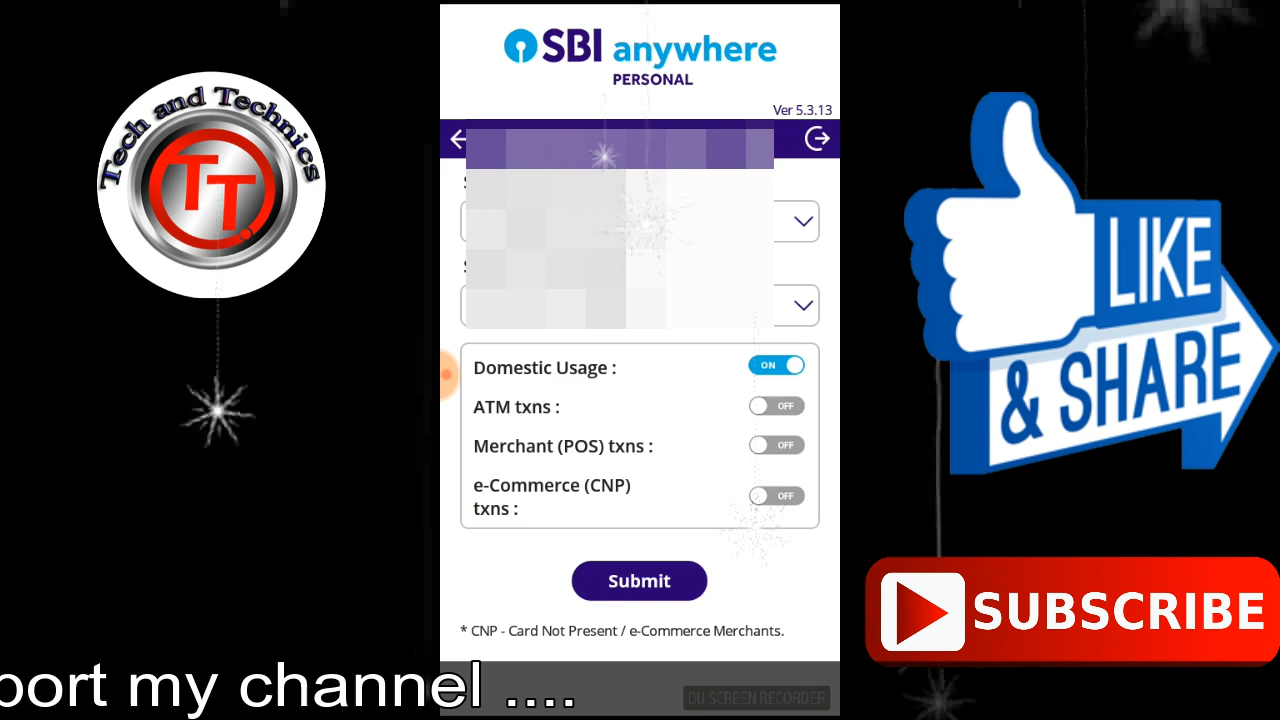 Tech and Technics
TT
SBI anywhere
PERSONAL
Ver 5.3.13
Domestic Usage :
ON
ATM txns :
OFF
Merchant (POS) txns :
OFF
e-Commerce (CNP)
txns :
OFF
Submit
* CNP - Card Not Present / e-Commerce Merchants.
DU SCREEN RECORDER
port my channel ....
LIKE
& SHARE
SUBSCRIBE